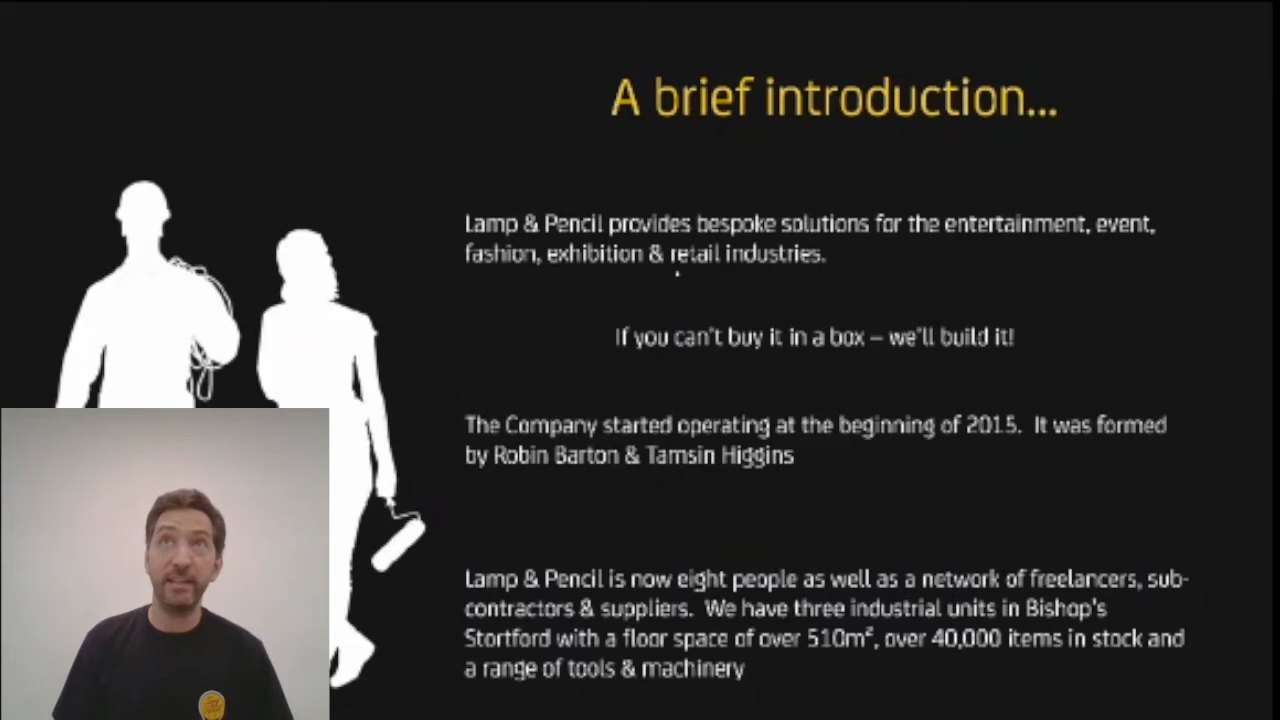 A brief introduction...
Lamp & Pencil provides bespoke solutions for the entertainment, event,
fashion, exhibition & retail industries.
If you can't buy it in a box – we'll build it!
The Company started operating at the beginning of 2015.  It was formed
by Robin Barton & Tamsin Higgins
Lamp & Pencil is now eight people as well as a network of freelancers, sub-
contractors & suppliers.  We have three industrial units in Bishop's
Stortford with a floor space of over 510m², over 40,000 items in stock and
a range of tools & machinery